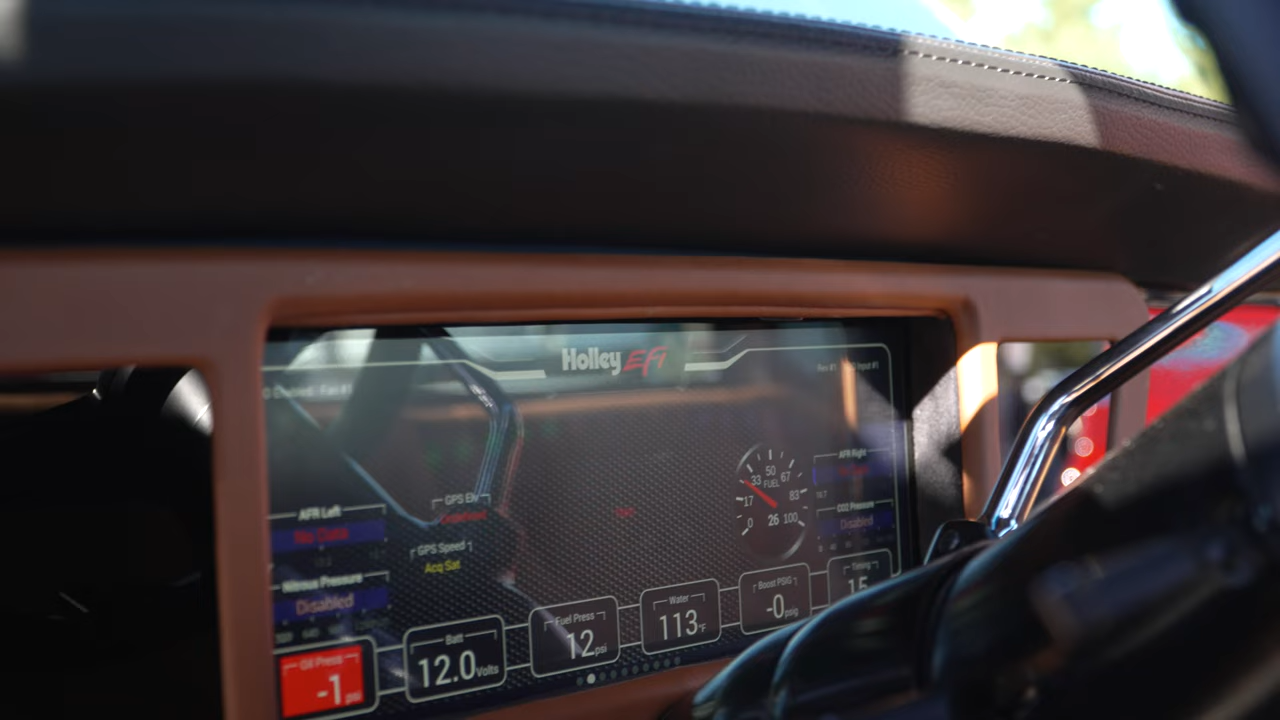 Holley EFI
AFR Left
No Data
Nitrous Pressure
Disabled
GPS Speed
Acq Sat
33
50
67
17
FUEL
83
0
26
100
AFR Right
CO2 Pressure
Disabled
Oil Press
-1 psi
Batt
12.0 Volts
Fuel Press
12 psi
Water
113 °F
Boost PSIG
-0 psig
Timing
15